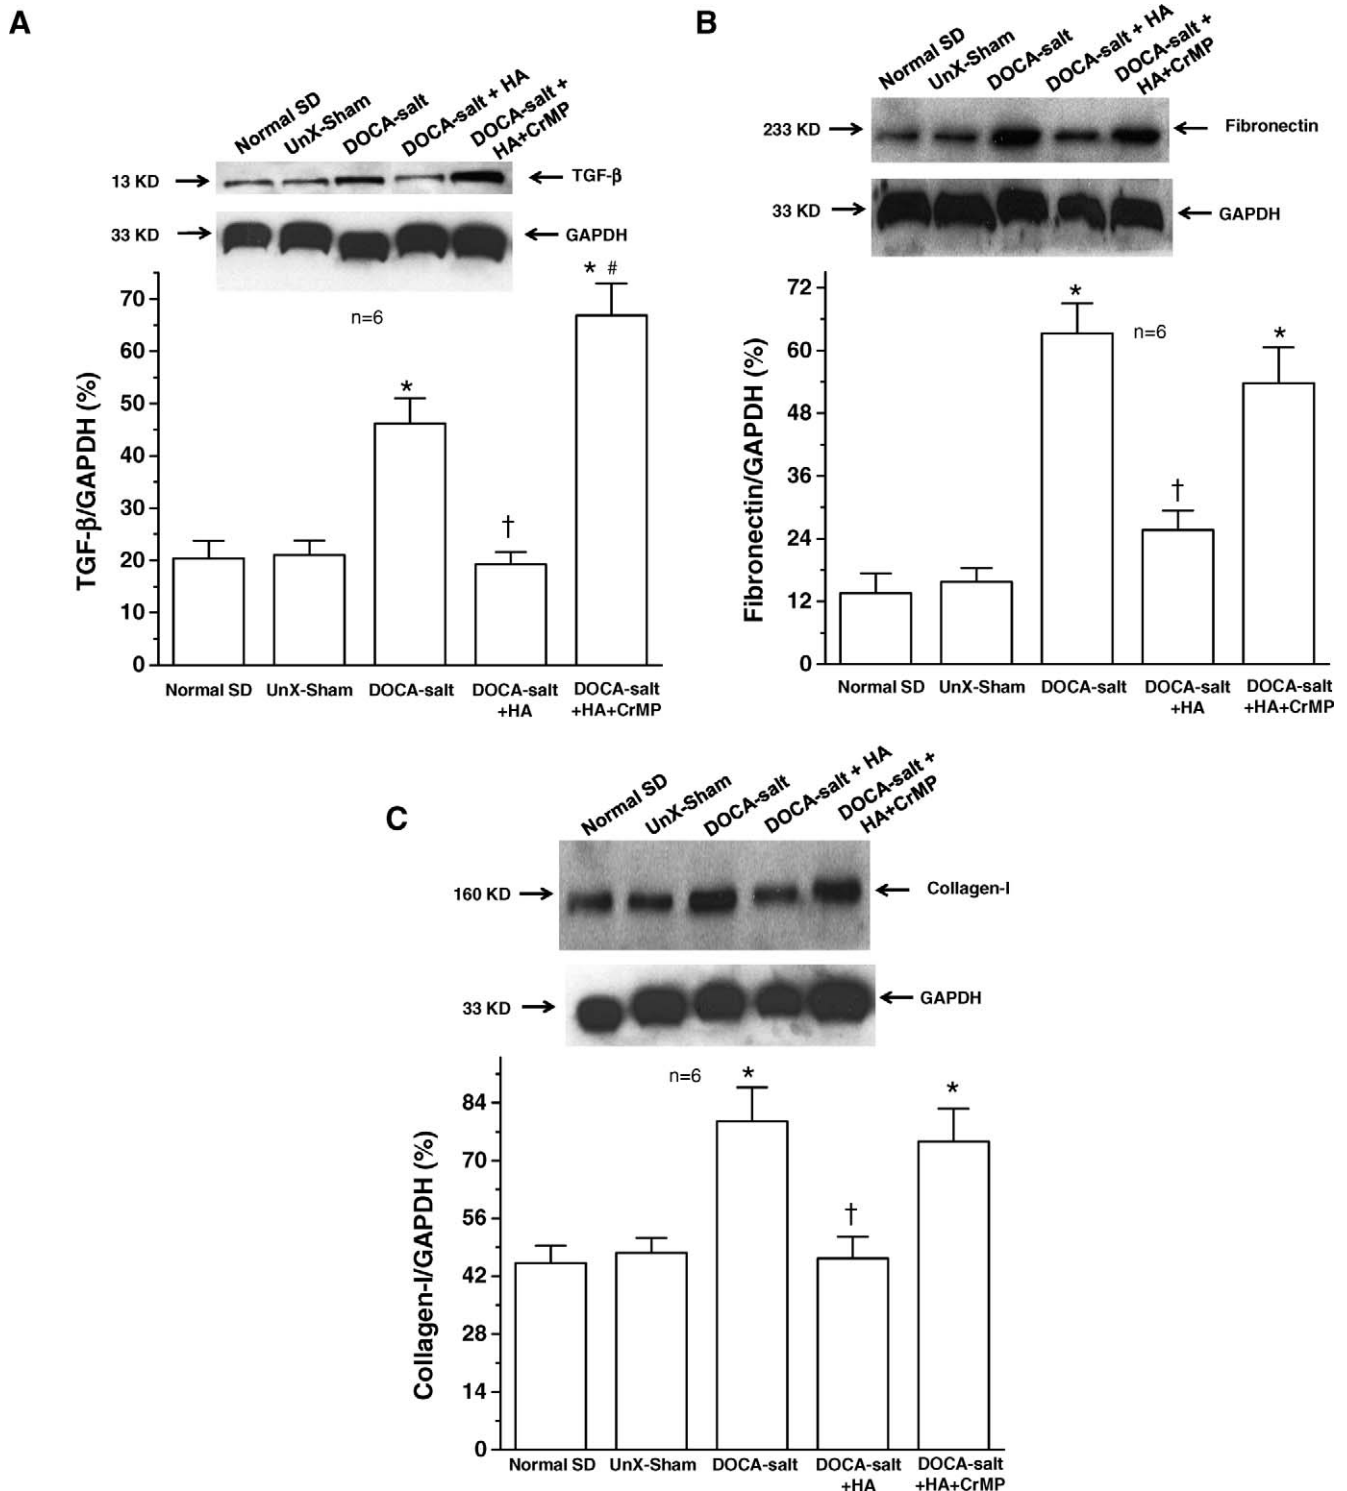 A
Normal SD
UnX-Sham
DOCA-salt
DOCA-salt + HA
DOCA-salt +
HA+CrMP
13 KD
TGF-β
33 KD
GAPDH
* #
70
n=6
60
50
*
40
30
†
20
10
0
TGF-β/GAPDH (%)
Normal SD
UnX-Sham
DOCA-salt
DOCA-salt
+HA
DOCA-salt
+HA+CrMP
B
Normal SD
UnX-Sham
DOCA-salt
DOCA-salt + HA
DOCA-salt +
HA+CrMP
233 KD
Fibronectin
33 KD
GAPDH
72
*
n=6
*
60
48
36
†
24
12
0
Fibronectin/GAPDH (%)
Normal SD
UnX-Sham
DOCA-salt
DOCA-salt
+HA
DOCA-salt
+HA+CrMP
C
Normal SD
UnX-Sham
DOCA-salt
DOCA-salt + HA
DOCA-salt +
HA+CrMP
160 KD
Collagen-I
33 KD
GAPDH
n=6
*
*
84
70
56
†
42
28
14
0
Collagen-I/GAPDH (%)
Normal SD
UnX-Sham
DOCA-salt
DOCA-salt
+HA
DOCA-salt
+HA+CrMP